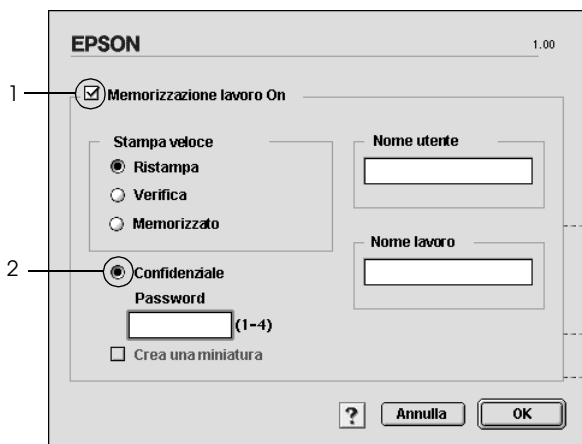 EPSON
1.00
1
Memorizzazione lavoro On
Stampa veloce
Ristampa
Verifica
Memorizzato
Nome utente
Nome lavoro
2
Confidenziale
Password
(1-4)
Crea una miniatura
?
Annulla
OK